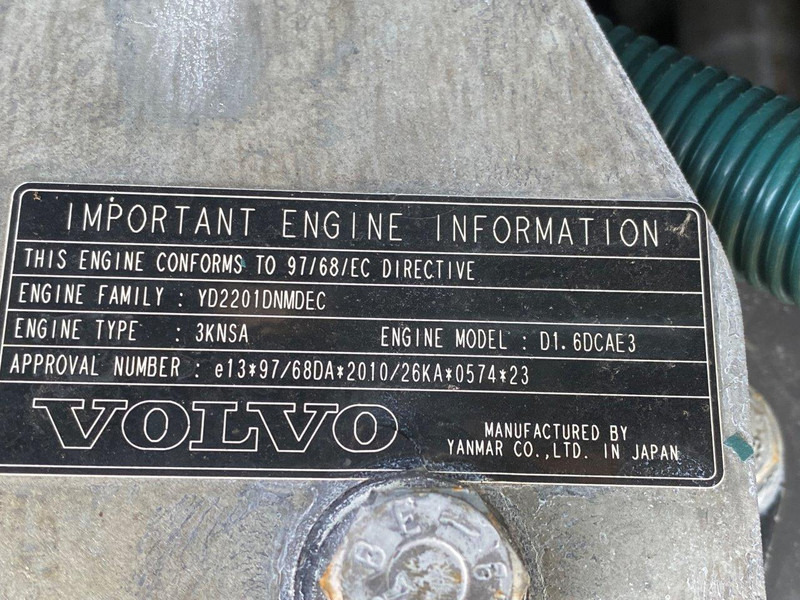 IMPORTANT ENGINE INFORMATION
THIS ENGINE CONFORMS TO 97/68/EC DIRECTIVE
ENGINE FAMILY : YD2201DNMDEC
ENGINE TYPE : 3KNSA ENGINE MODEL : D1.6DCAE3
APPROVAL NUMBER : e13*97/68DA*2010/26KA*0574*23
VOLVO
MANUFACTURED BY
YANMAR CO.,LTD. IN JAPAN